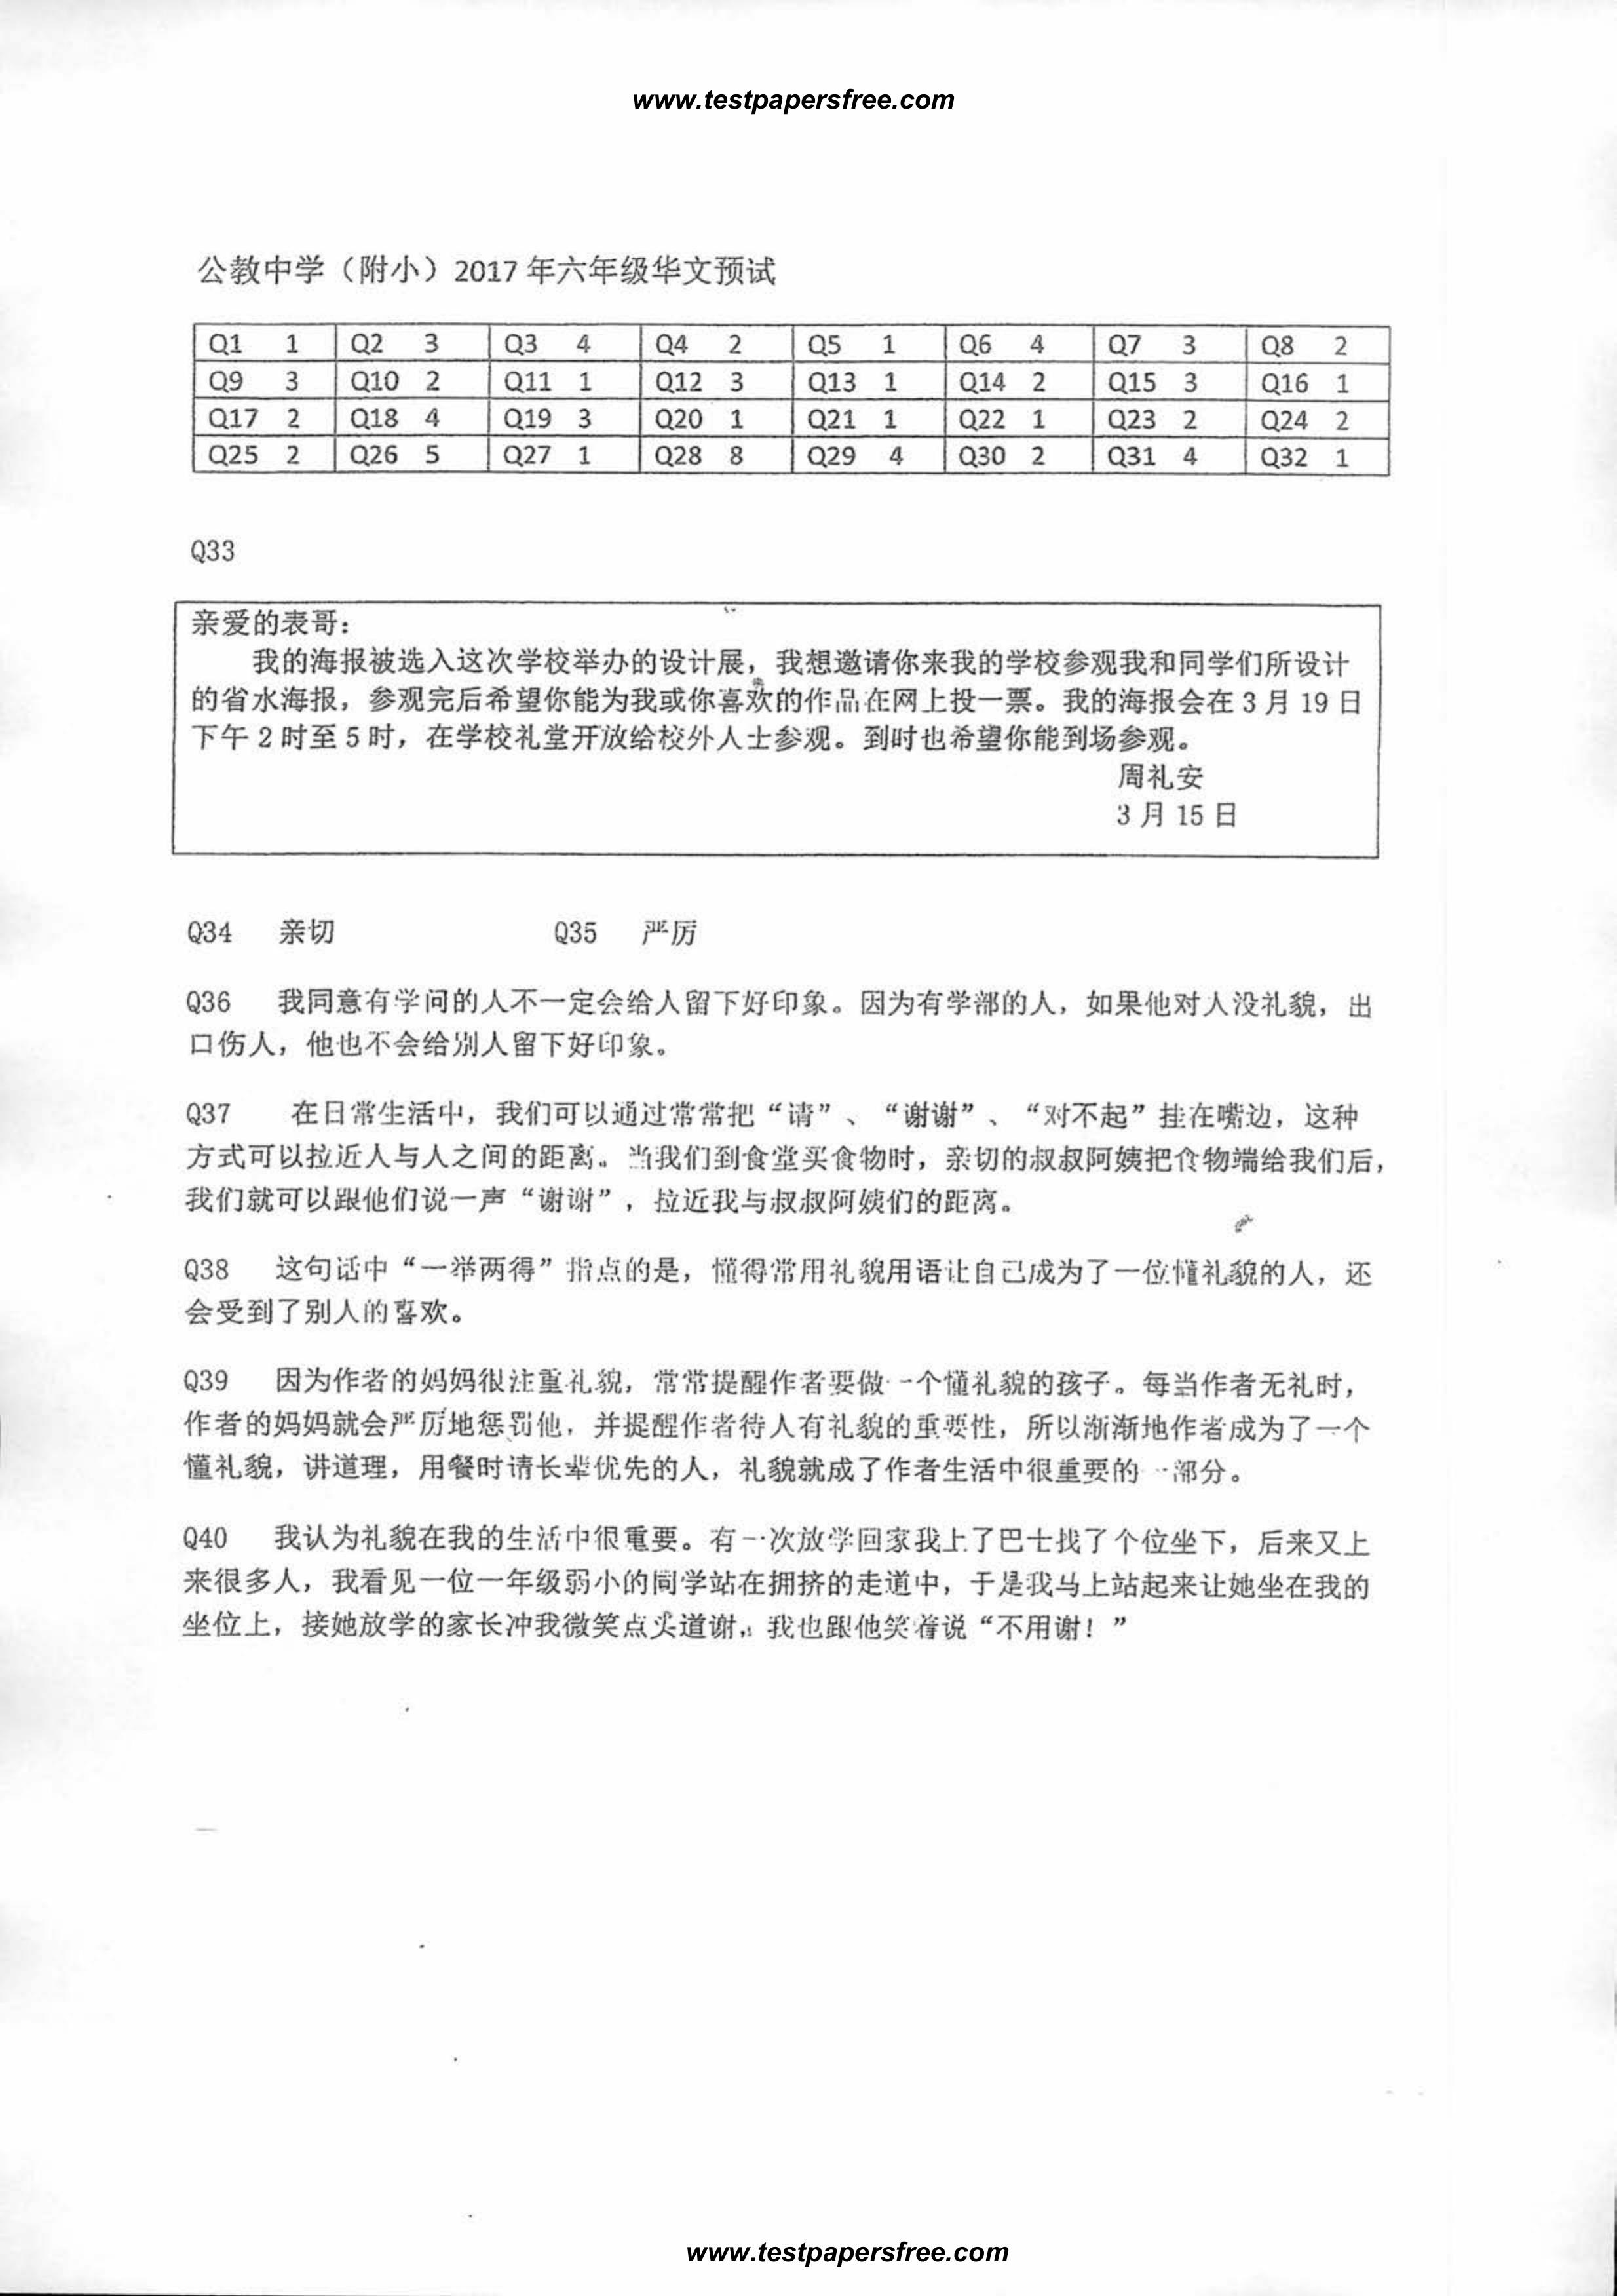 www.testpapersfree.com
公教中学（附小）2017年六年级华文预试
Q1 1 Q2 3 Q3 4 Q4 2 Q5 1 Q6 4 Q7 3 Q8 2
Q9 3 Q10 2 Q11 1 Q12 3 Q13 1 Q14 2 Q15 3 Q16 1
Q17 2 Q18 4 Q19 3 Q20 1 Q21 1 Q22 1 Q23 2 Q24 2
Q25 2 Q26 5 Q27 1 Q28 8 Q29 4 Q30 2 Q31 4 Q32 1
Q33
亲爱的表哥：
我的海报被选入这次学校举办的设计展，我想邀请你来我的学校参观我和同学们所设计
的省水海报，参观完后希望你能为我或你喜欢的作品在网上投一票。我的海报会在3月19日
下午2时至5时，在学校礼堂开放给校外人士参观。到时也希望你能到场参观。
周礼安
3月15日
Q34 亲切 Q35 严厉
Q36 我同意有学问的人不一定会给人留下好印象。因为有学部的人，如果他对人没礼貌，出
口伤人，他也不会给别人留下好印象。
Q37 在日常生活中，我们可以通过常常把“请”、“谢谢”、“对不起”挂在嘴边，这种
方式可以拉近人与人之间的距离。当我们到食堂买食物时，亲切的叔叔阿姨把食物端给我们后，
我们就可以跟他们说一声“谢谢”，拉近我与叔叔阿姨们的距离。
Q38 这句话中“一举两得”指点的是，懂得常用礼貌用语让自己成为了一位懂礼貌的人，还
会受到了别人的喜欢。
Q39 因为作者的妈妈很注重礼貌，常常提醒作者要做一个懂礼貌的孩子。每当作者无礼时，
作者的妈妈就会严厉地惩罚他，并提醒作者待人有礼貌的重要性，所以渐渐地作者成为了一个
懂礼貌，讲道理，用餐时请长辈优先的人，礼貌就成了作者生活中很重要的一部分。
Q40 我认为礼貌在我的生活中很重要。有一次放学回家我上了巴士找了个位坐下，后来又上
来很多人，我看见一位一年级弱小的同学站在拥挤的走道中，于是我马上站起来让她坐在我的
坐位上，接她放学的家长冲我微笑点头道谢，我也跟他笑着说“不用谢！”
www.testpapersfree.com